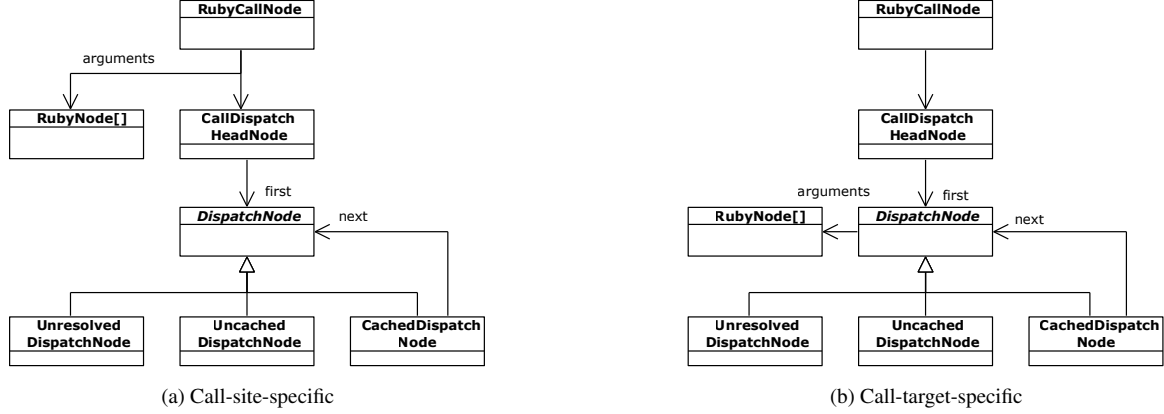 RubyCallNode
arguments
RubyNode[]
CallDispatch
HeadNode
first
DispatchNode
next
Unresolved
DispatchNode
Uncached
DispatchNode
CachedDispatch
Node
(a) Call-site-specific
RubyCallNode
CallDispatch
HeadNode
arguments
first
RubyNode[]
DispatchNode
next
Unresolved
DispatchNode
Uncached
DispatchNode
CachedDispatch
Node
(b) Call-target-specific